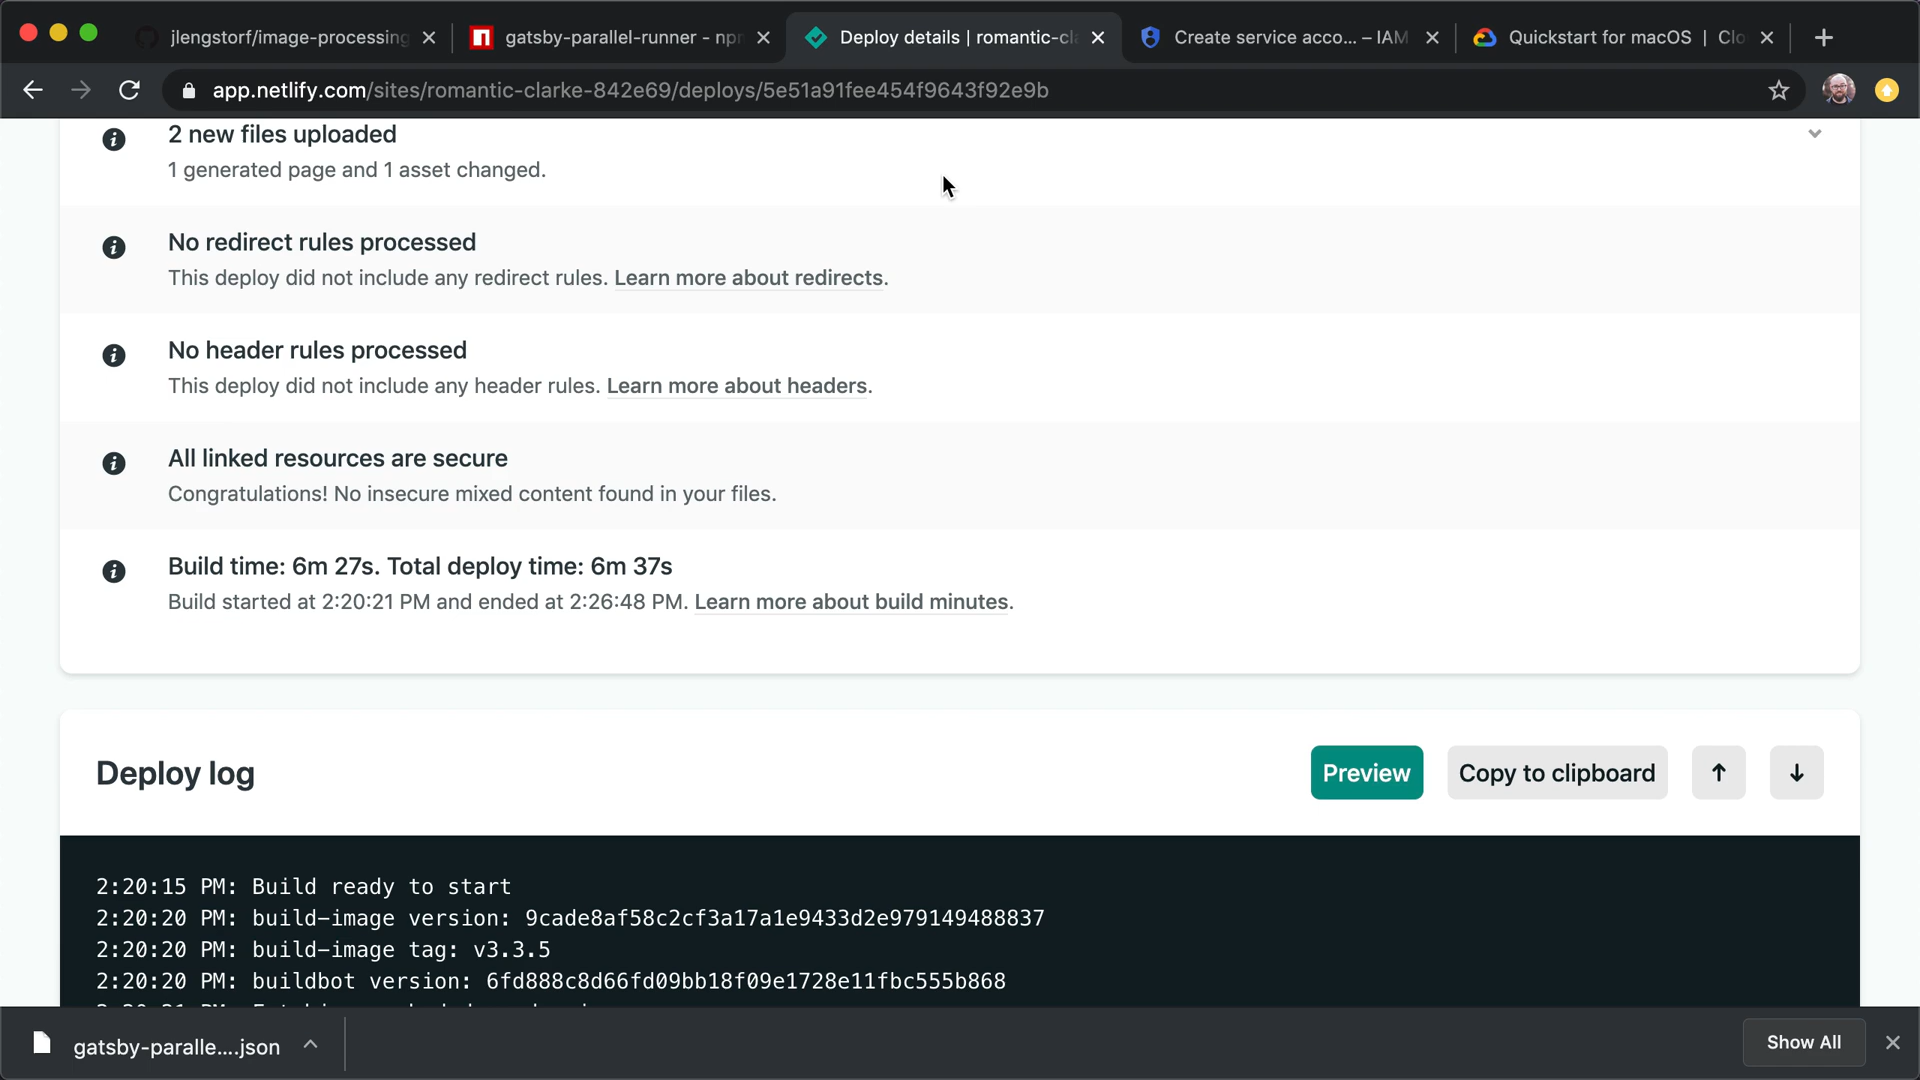 jlengstorf/image-processing
gatsby-parallel-runner - npm
Deploy details | romantic-cla
Create service acco... – IAM
Quickstart for macOS | Clo
app.netlify.com/sites/romantic-clarke-842e69/deploys/5e51a91fee454f9643f92e9b
2 new files uploaded
1 generated page and 1 asset changed.
No redirect rules processed
This deploy did not include any redirect rules. Learn more about redirects.
No header rules processed
This deploy did not include any header rules. Learn more about headers.
All linked resources are secure
Congratulations! No insecure mixed content found in your files.
Build time: 6m 27s. Total deploy time: 6m 37s
Build started at 2:20:21 PM and ended at 2:26:48 PM. Learn more about build minutes.
Deploy log
Preview
Copy to clipboard
2:20:15 PM: Build ready to start
2:20:20 PM: build-image version: 9cade8af58c2cf3a17a1e9433d2e979149488837
2:20:20 PM: build-image tag: v3.3.5
2:20:20 PM: buildbot version: 6fd888c8d66fd09bb18f09e1728e11fbc555b868
gatsby-paralle....json
Show All